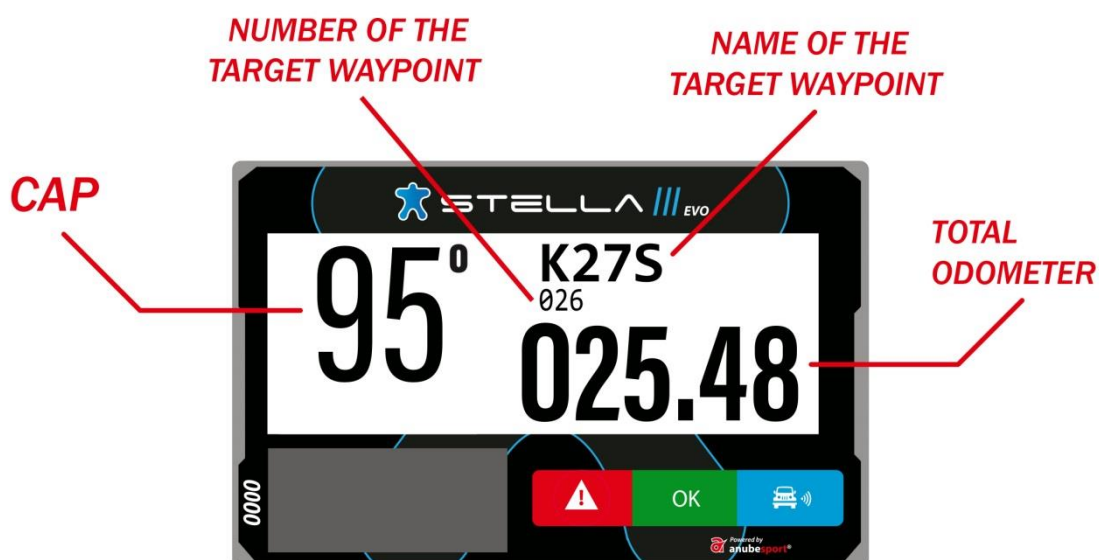 NUMBER OF THE
TARGET WAYPOINT
NAME OF THE
TARGET WAYPOINT
CAP
STELLA III EVO
TOTAL
ODOMETER
95°
K27S
026
025.48
0000
OK
Powered by
anubesport®